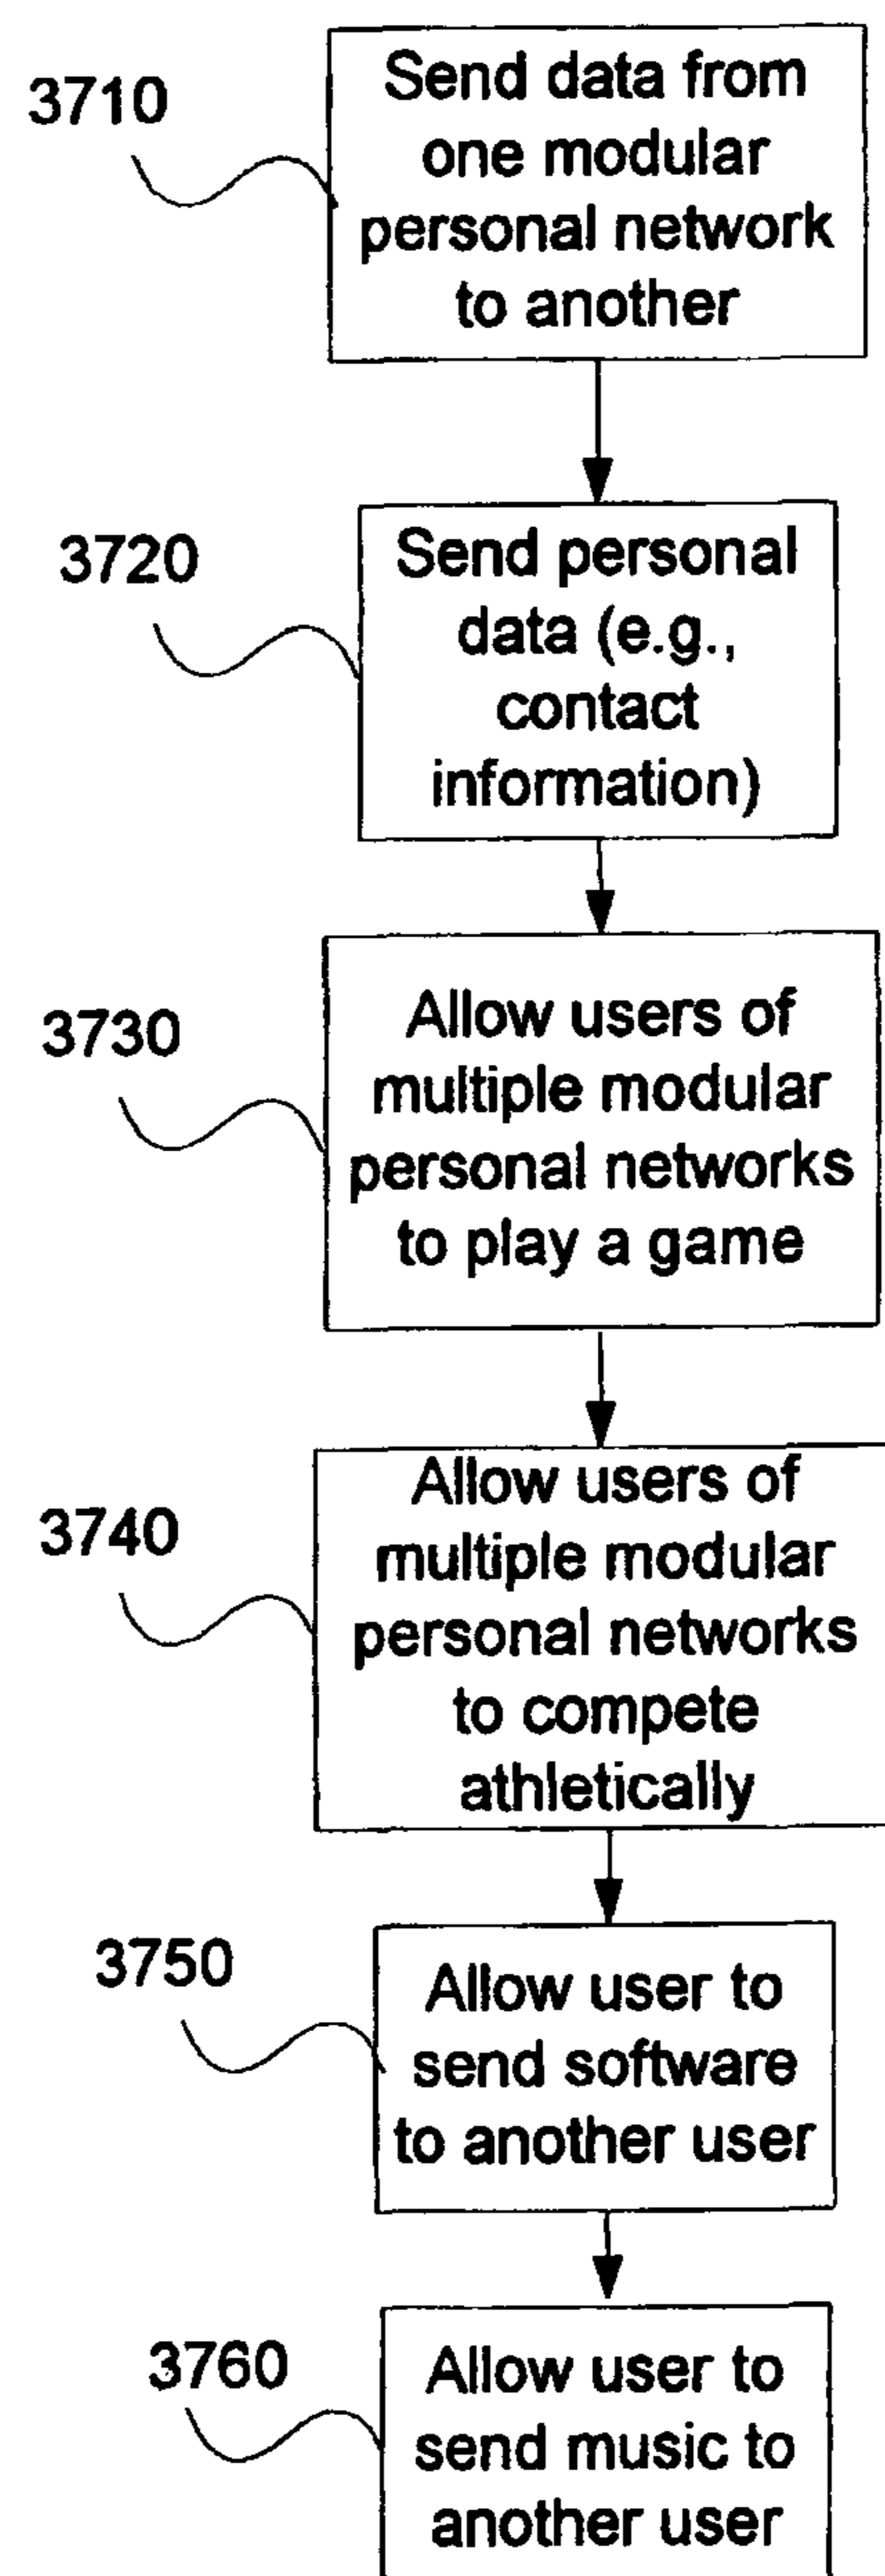 3710
Send data from
one modular
personal network
to another
3720
Send personal
data (e.g.,
contact
information)
3730
Allow users of
multiple modular
personal networks
to play a game
3740
Allow users of
multiple modular
personal networks
to compete
athletically
3750
Allow user to
send software
to another user
3760
Allow user to
send music to
another user